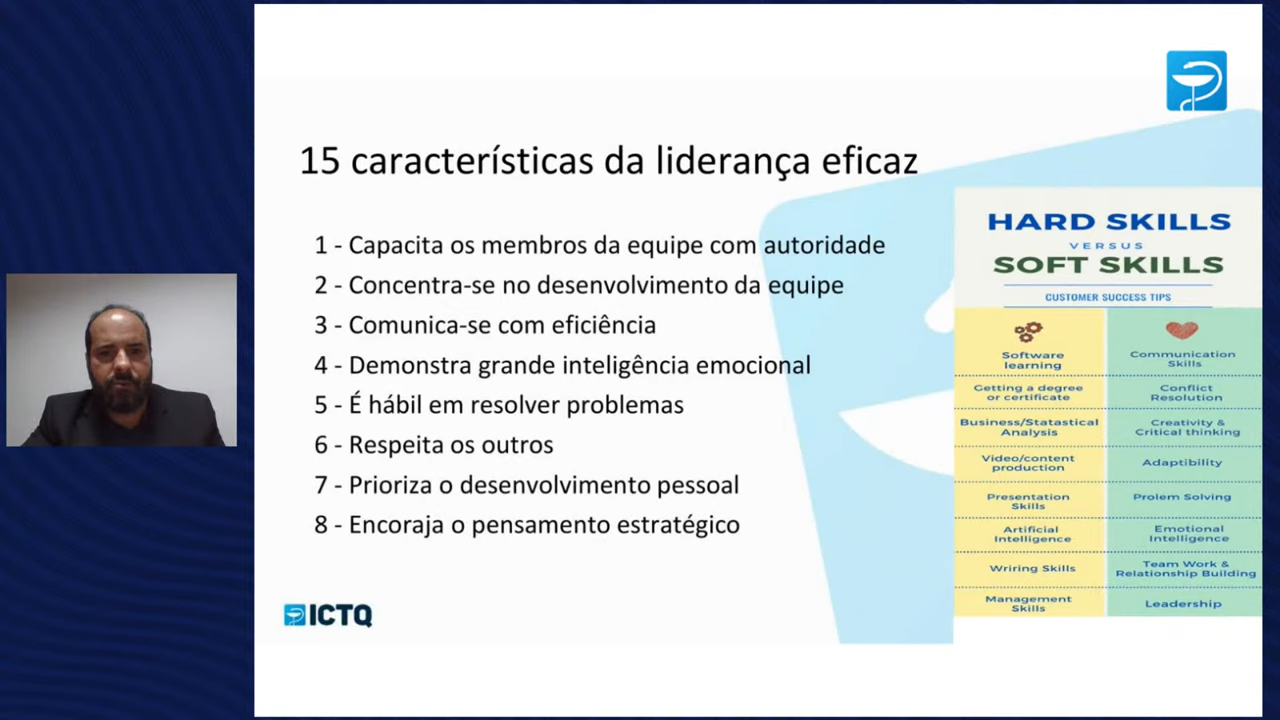 15 características da liderança eficaz
1 - Capacita os membros da equipe com autoridade
2 - Concentra-se no desenvolvimento da equipe
3 - Comunica-se com eficiência
4 - Demonstra grande inteligência emocional
5 - É hábil em resolver problemas
6 - Respeita os outros
7 - Prioriza o desenvolvimento pessoal
8 - Encoraja o pensamento estratégico
ICTQ
HARD SKILLS
VERSUS
SOFT SKILLS
CUSTOMER SUCCESS TIPS
Software
learning
Communication
Skills
Getting a degree
or certificate
Conflict
Resolution
Business/Statastical
Analysis
Creativity &
Critical thinking
Video/content
production
Adaptibility
Presentation
Skills
Prolem Solving
Artificial
Intelligence
Emotional
Intelligence
Wriring Skills
Team Work &
Relationship Building
Management
Skills
Leadership